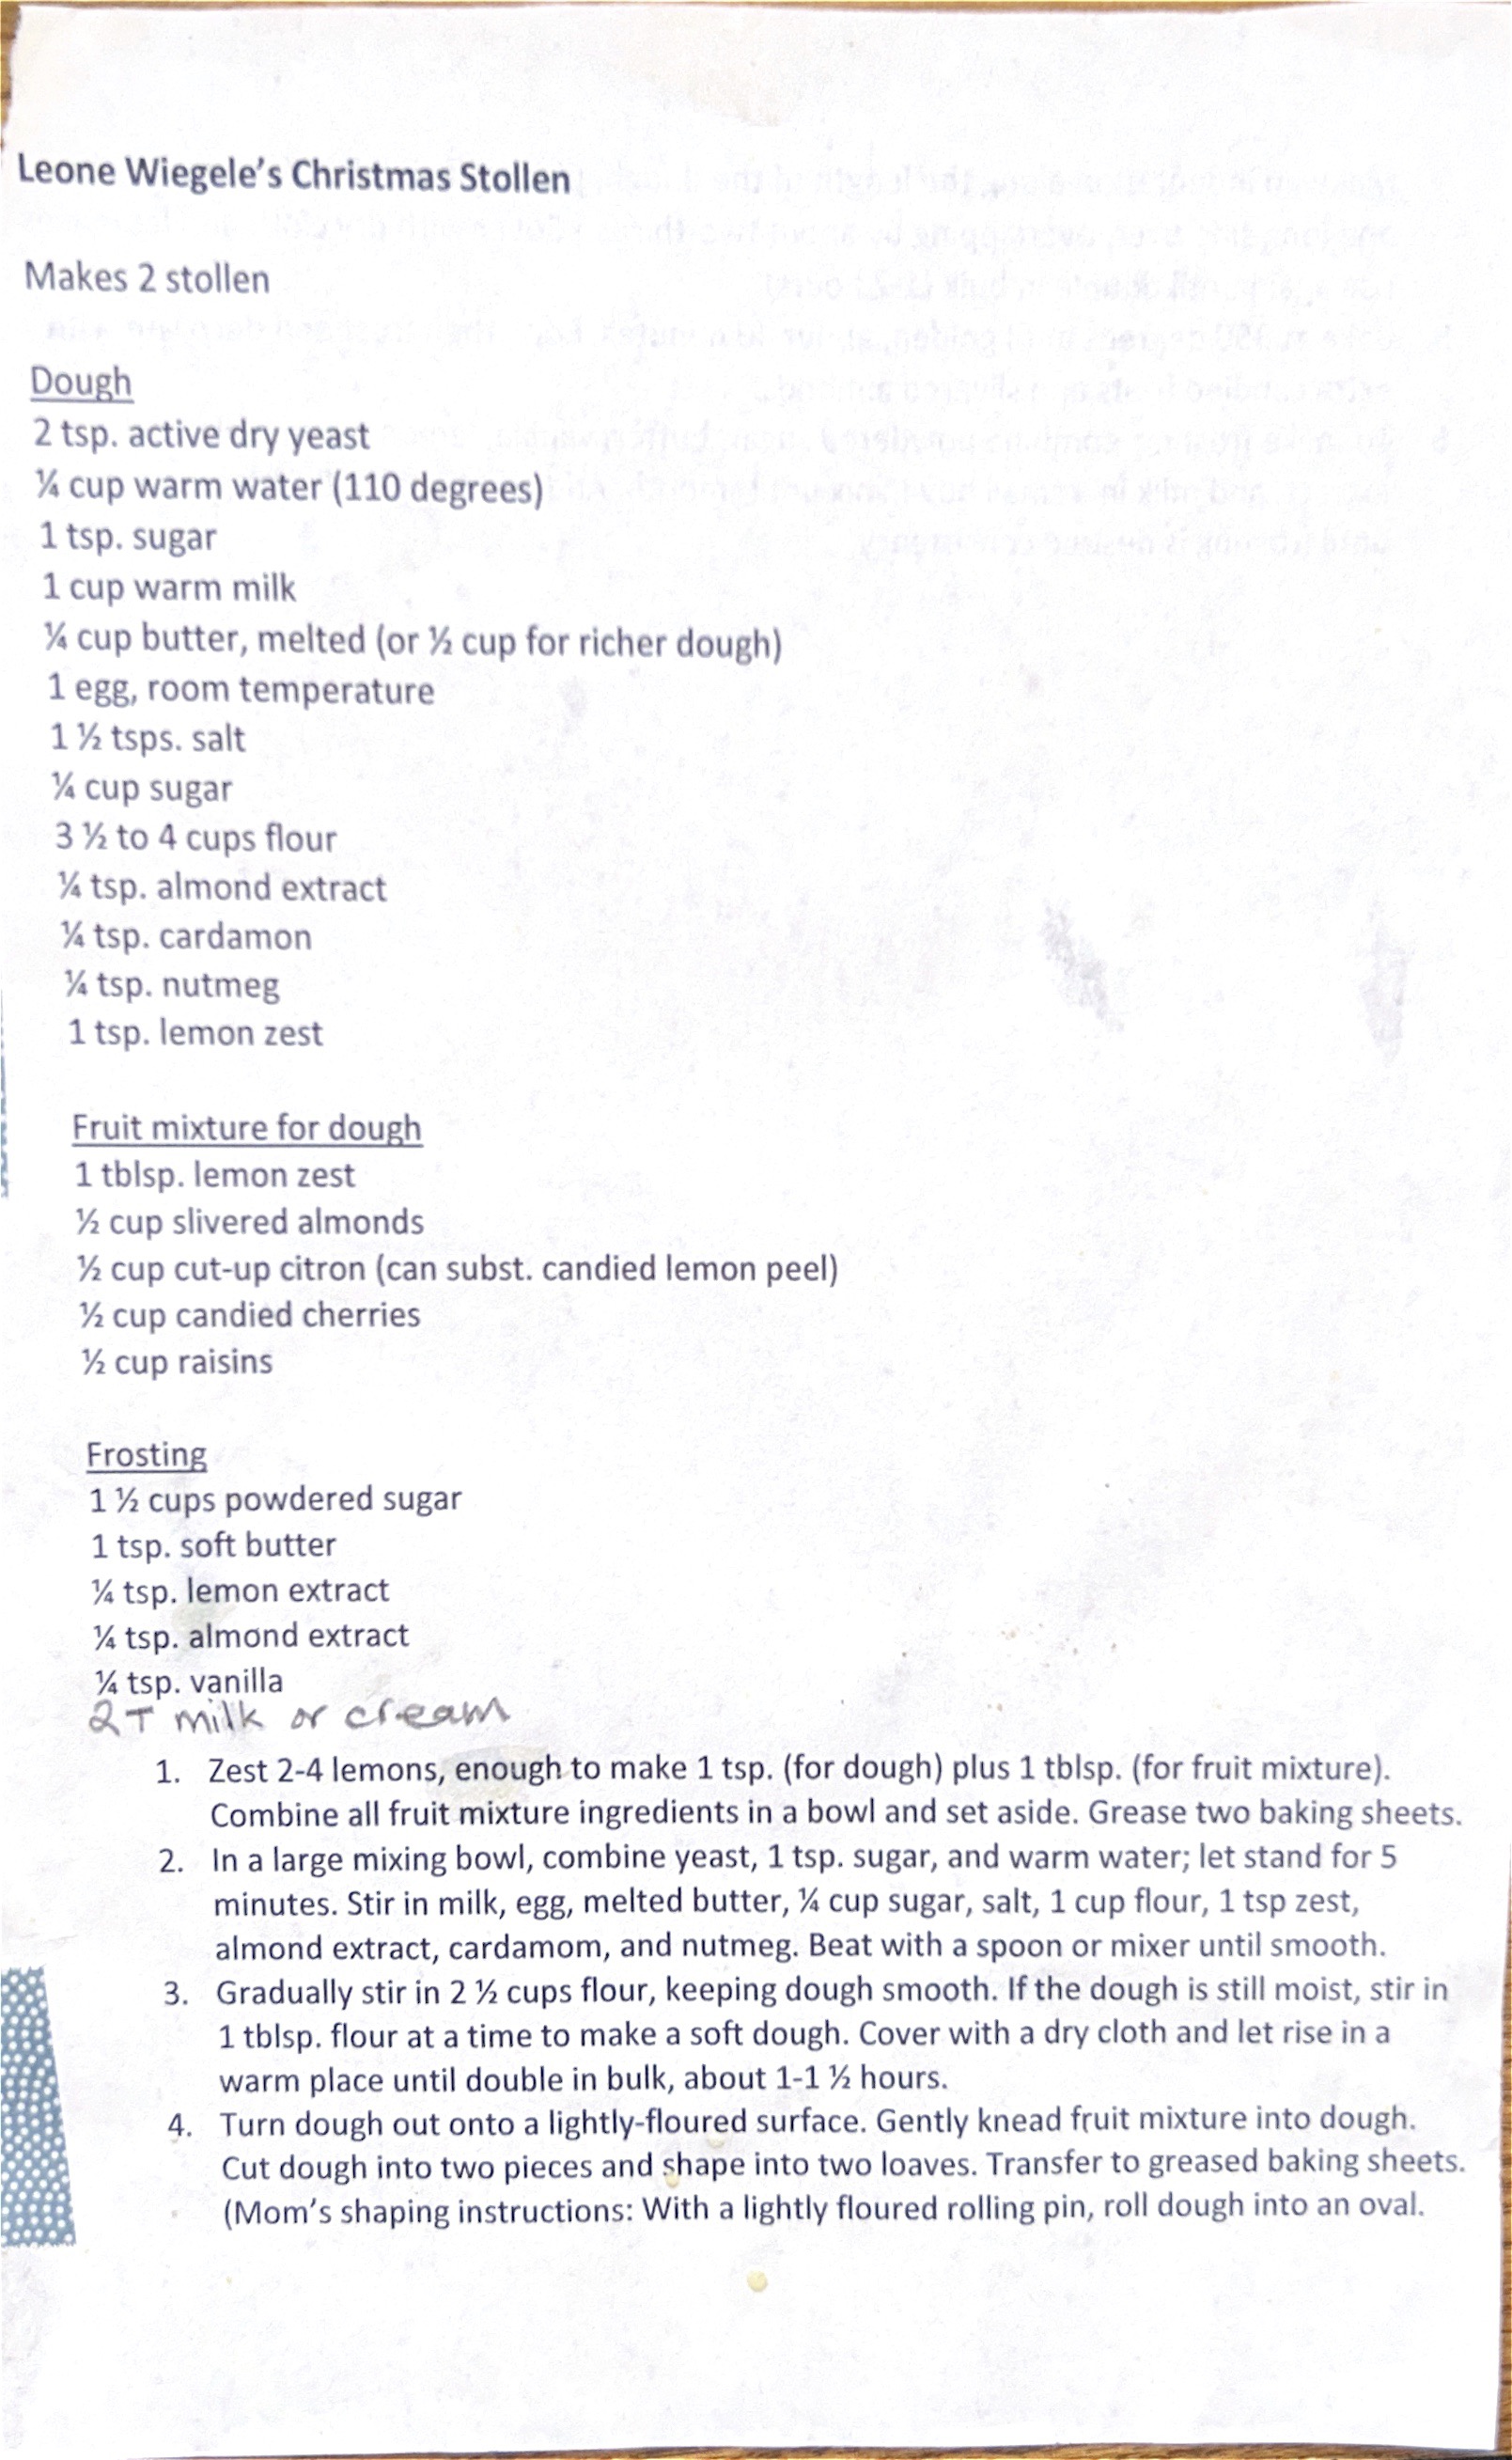 Leone Wiegele's Christmas Stollen
Makes 2 stollen
Dough
2 tsp. active dry yeast
¼ cup warm water (110 degrees)
1 tsp. sugar
1 cup warm milk
¼ cup butter, melted (or ½ cup for richer dough)
1 egg, room temperature
1 ½ tsps. salt
¼ cup sugar
3 ½ to 4 cups flour
¼ tsp. almond extract
¼ tsp. cardamon
¼ tsp. nutmeg
1 tsp. lemon zest
Fruit mixture for dough
1 tblsp. lemon zest
½ cup slivered almonds
½ cup cut-up citron (can subst. candied lemon peel)
½ cup candied cherries
½ cup raisins
Frosting
1 ½ cups powdered sugar
1 tsp. soft butter
¼ tsp. lemon extract
¼ tsp. almond extract
¼ tsp. vanilla
2T milk or cream
1. Zest 2-4 lemons, enough to make 1 tsp. (for dough) plus 1 tblsp. (for fruit mixture).
Combine all fruit mixture ingredients in a bowl and set aside. Grease two baking sheets.
2. In a large mixing bowl, combine yeast, 1 tsp. sugar, and warm water; let stand for 5
minutes. Stir in milk, egg, melted butter, ¼ cup sugar, salt, 1 cup flour, 1 tsp zest,
almond extract, cardamom, and nutmeg. Beat with a spoon or mixer until smooth.
3. Gradually stir in 2 ½ cups flour, keeping dough smooth. If the dough is still moist, stir in
1 tblsp. flour at a time to make a soft dough. Cover with a dry cloth and let rise in a
warm place until double in bulk, about 1-1 ½ hours.
4. Turn dough out onto a lightly-floured surface. Gently knead fruit mixture into dough.
Cut dough into two pieces and shape into two loaves. Transfer to greased baking sheets.
(Mom's shaping instructions: With a lightly floured rolling pin, roll dough into an oval.